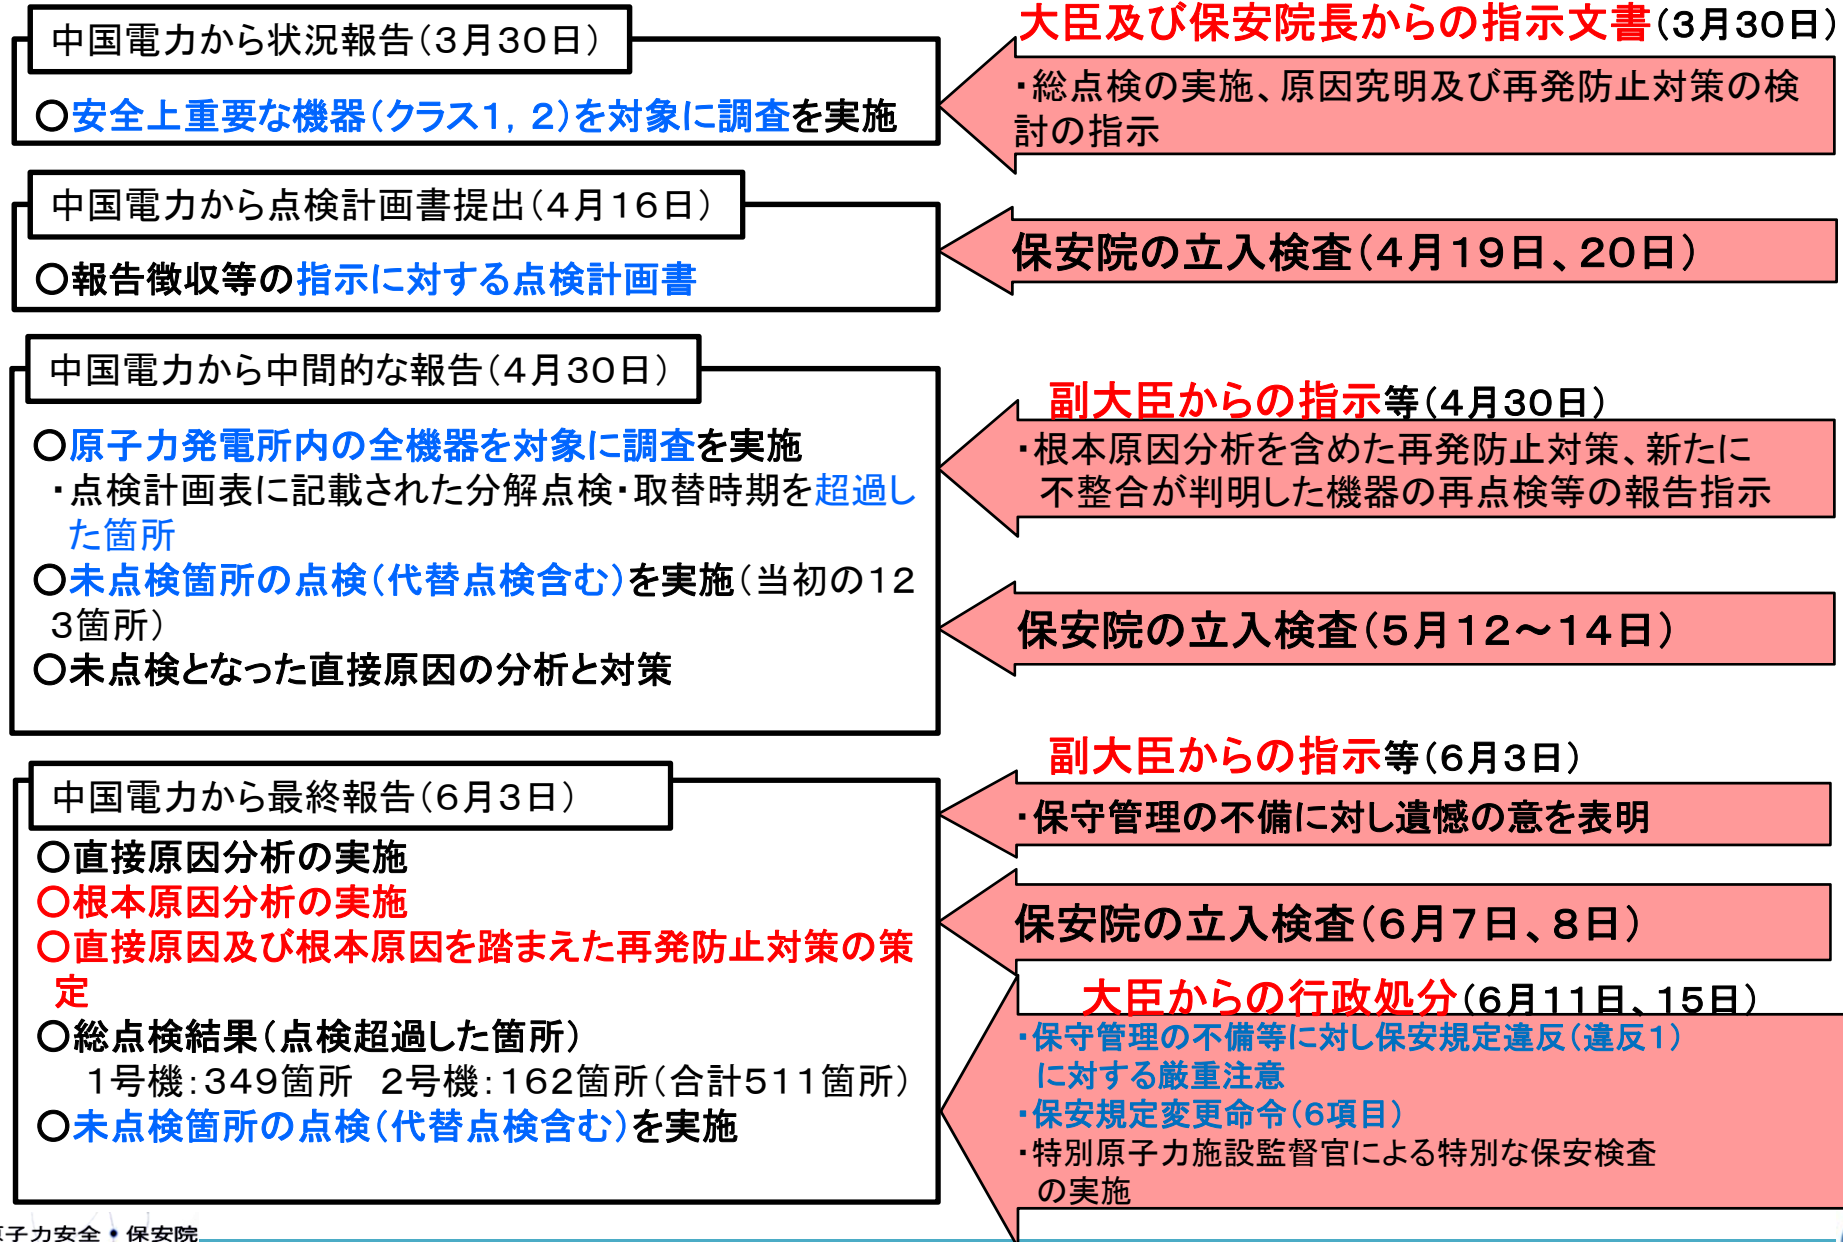 中国電力から状況報告(3月30日)
○安全上重要な機器(クラス1, 2)を対象に調査を実施
大臣及び保安院長からの指示文書(3月30日)
・総点検の実施、原因究明及び再発防止対策の検
討の指示
中国電力から点検計画書提出(4月16日)
○報告徴収等の指示に対する点検計画書
保安院の立入検査(4月19日、20日)
中国電力から中間的な報告(4月30日)
○原子力発電所内の全機器を対象に調査を実施
・点検計画表に記載された分解点検・取替時期を超過し
た箇所
○未点検箇所の点検(代替点検含む)を実施(当初の12
3箇所)
○未点検となった直接原因の分析と対策
副大臣からの指示等(4月30日)
・根本原因分析を含めた再発防止対策、新たに
不整合が判明した機器の再点検等の報告指示
保安院の立入検査(5月12~14日)
中国電力から最終報告(6月3日)
○直接原因分析の実施
○根本原因分析の実施
○直接原因及び根本原因を踏まえた再発防止対策の策
定
○総点検結果(点検超過した箇所)
1号機:349箇所 2号機:162箇所(合計511箇所)
○未点検箇所の点検(代替点検含む)を実施
副大臣からの指示等(6月3日)
・保守管理の不備に対し遺憾の意を表明
保安院の立入検査(6月7日、8日)
大臣からの行政処分(6月11日、15日)
・保守管理の不備等に対し保安規定違反(違反1)
に対する厳重注意
・保安規定変更命令(6項目)
・特別原子力施設監督官による特別な保安検査
の実施
原子力安全・保安院